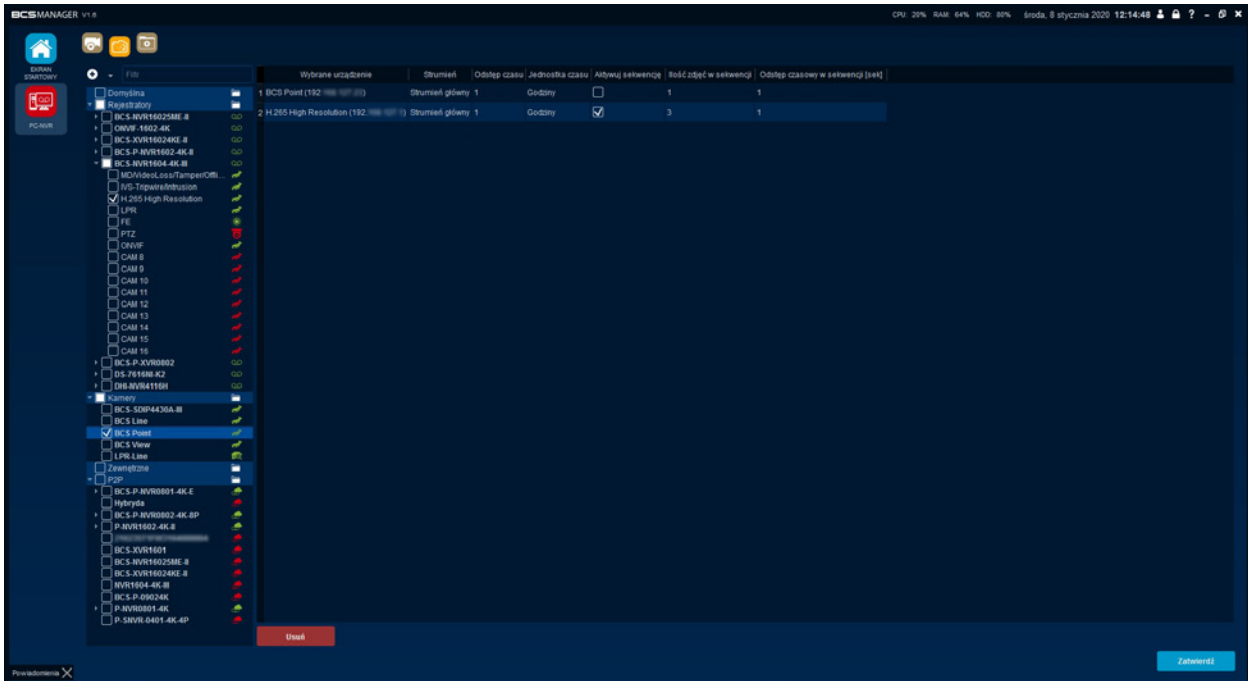 BCSMANAGER V1.6
CPU: 20% RAM: 64% HDD: 80% środa, 8 stycznia 2020 12:14:48
EKRAN STARTOWY
PC-NVR
Filtr
Wybrane urządzenie Strumień Odstęp czasu Jednostka czasu Aktywuj sekwencję Ilość zdjęć w sekwencji Odstęp czasowy w sekwencji [sek]
1 BCS Point (192 Strumień główny 1 Godziny 1 1
2 H.265 High Resolution (192. Strumień główny 1 Godziny 3 1
Domyślna
Rejestratory
BCS-NVR16025ME-II
ONVIF-1602-4K
BCS-XVR16024KE-II
BCS-P-NVR1602-4K-II
BCS-NVR1604-4K-III
MD/VideoLoss/Tamper/Offli...
IVS-Tripwire/Intrusion
H.265 High Resolution
LPR
FE
PTZ
ONVIF
CAM 8
CAM 9
CAM 10
CAM 11
CAM 12
CAM 13
CAM 14
CAM 15
CAM 16
BCS-P-XVR0802
DS-7616NI-K2
DHI-NVR4116H
Kamery
BCS-SDIP4430A-III
BCS Line
BCS Point
BCS View
LPR-Line
Zewnętrzne
P2P
BCS-P-NVR0801-4K-E
Hybryda
BCS-P-NVR0802-4K-8P
P-NVR1602-4K-II
BCS-XVR1601
BCS-NVR16025ME-II
BCS-XVR16024KE-II
NVR1604-4K-III
BCS-P-09024K
P-NVR0801-4K
P-SNVR-0401-4K-4P
Usuń
Zatwierdź
Powiadomienia